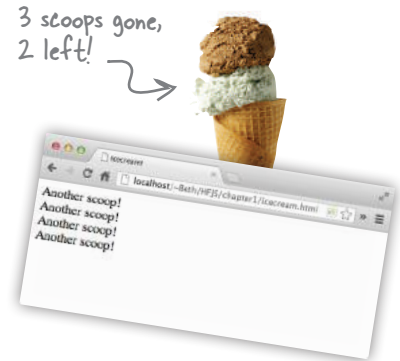 3 scoops gone,
2 left!
icecream!
localhost/~Beth/HFJS/chapter1/icecream.html
Another scoop!
Another scoop!
Another scoop!
Another scoop!